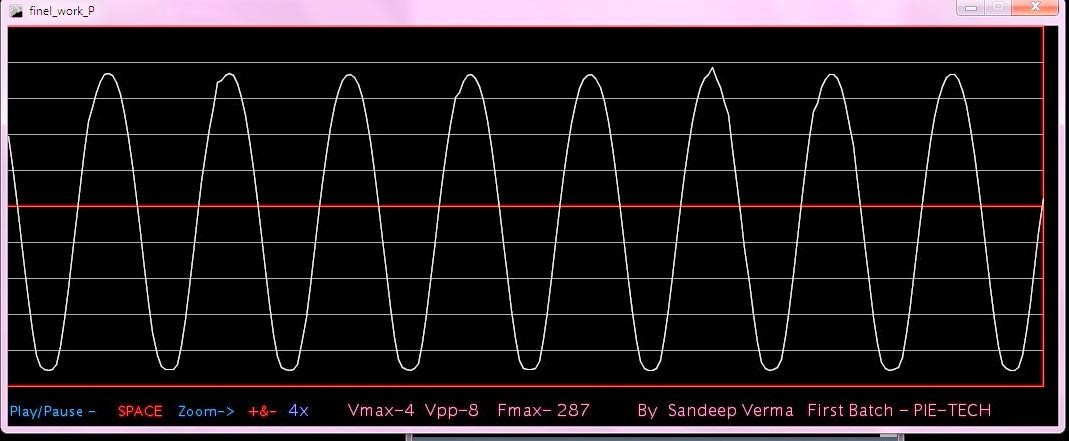 finel_work_P
Play/Pause - SPACE Zoom-> +&- 4x Vmax-4 Vpp-8 Fmax- 287 By Sandeep Verma First Batch - PIE-TECH